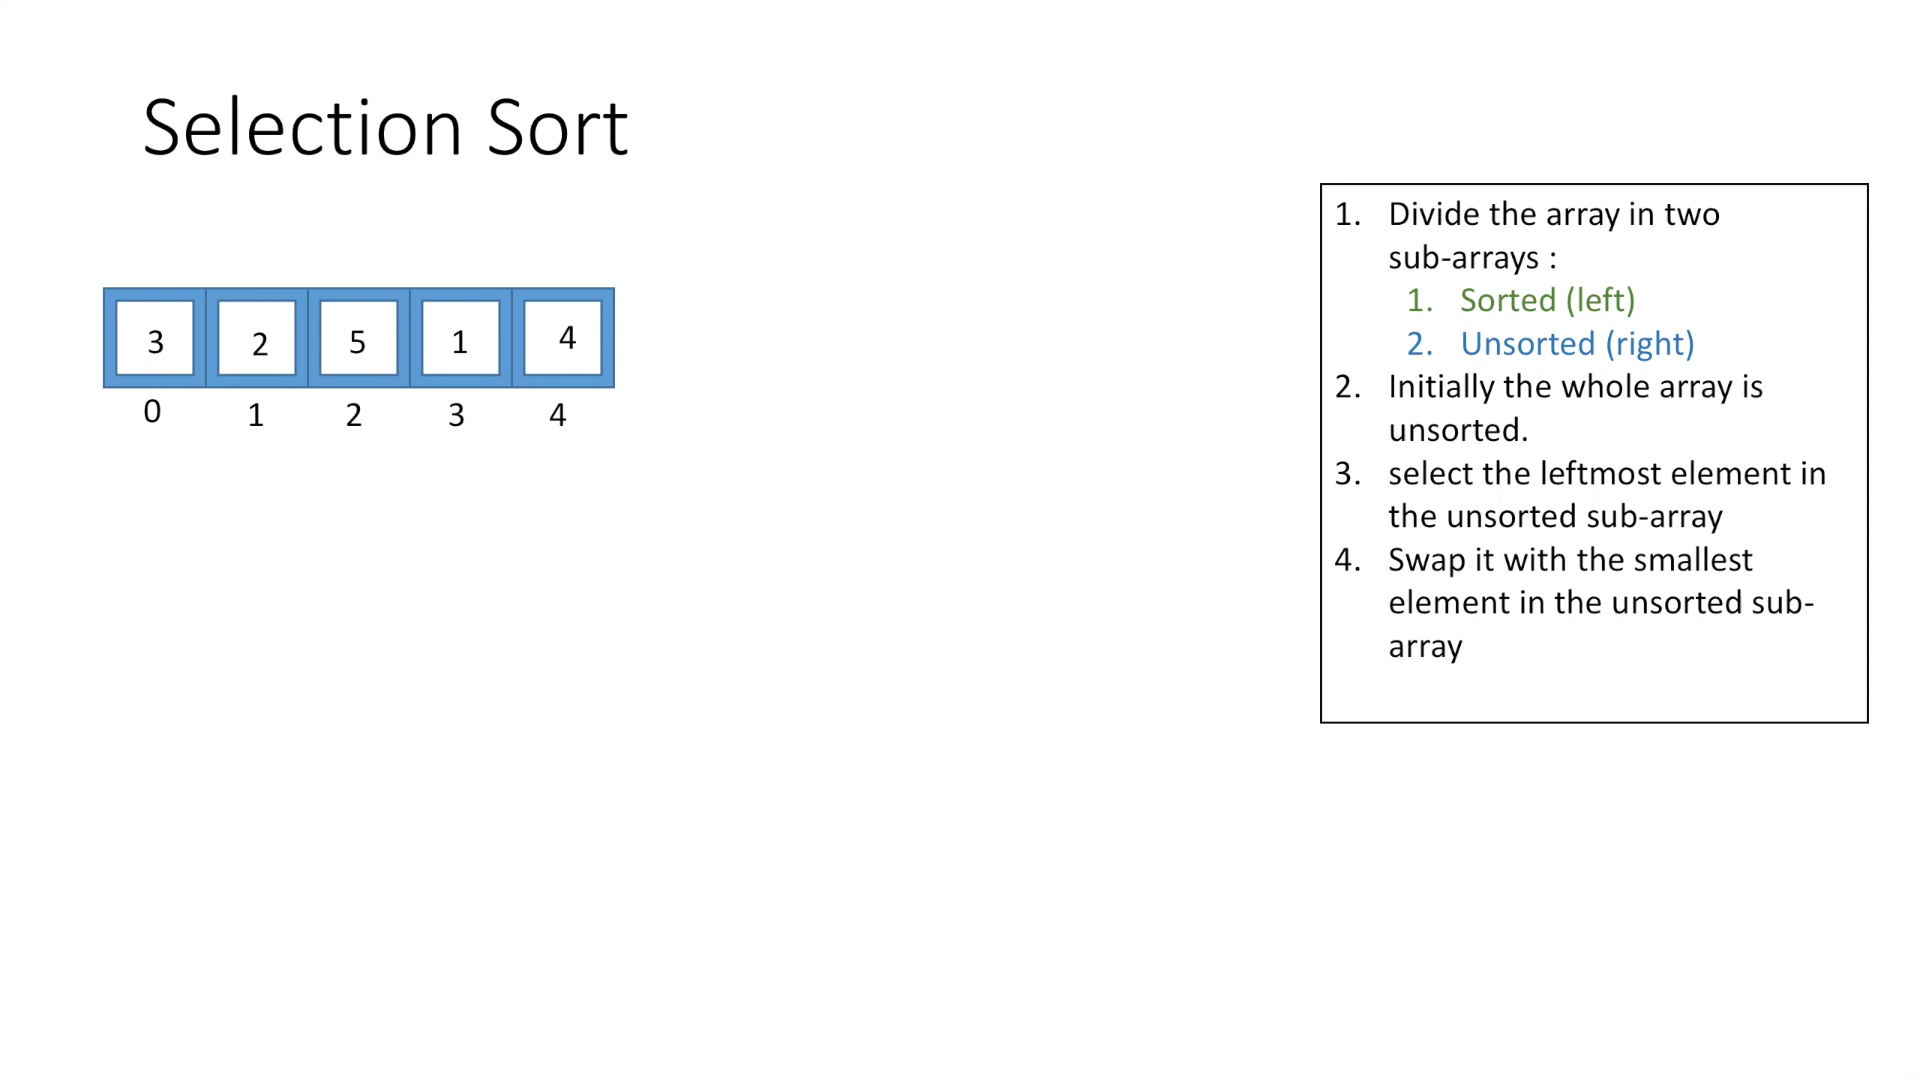 Selection Sort
3 2 5 1 4
0 1 2 3 4
1. Divide the array in two
sub-arrays :
1. Sorted (left)
2. Unsorted (right)
2. Initially the whole array is
unsorted.
3. select the leftmost element in
the unsorted sub-array
4. Swap it with the smallest
element in the unsorted sub-
array